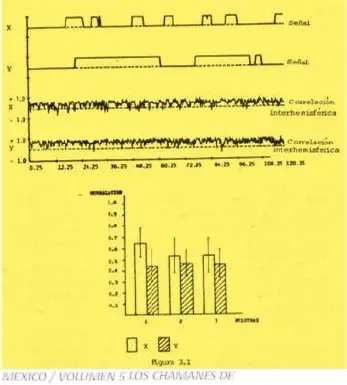 X Señal
Y Señal
+ 1.0 Correlación
X interhemisférica
- 1.0
+ 1.0 Correlación
Y interhemisférica
- 1.0
0.25 12.25 24.25 36.25 48.25 60.25 72.25 84.25 96.25 108.25 120.25
CORRELACION
1.0
0.9
0.8
0.7
0.6
0.5
0.4
0.3
0.2
0.1
1 2 3
X Y
Figura 3.1
MEXICO / VOLUMEN 5 LOS CHAMANES DE